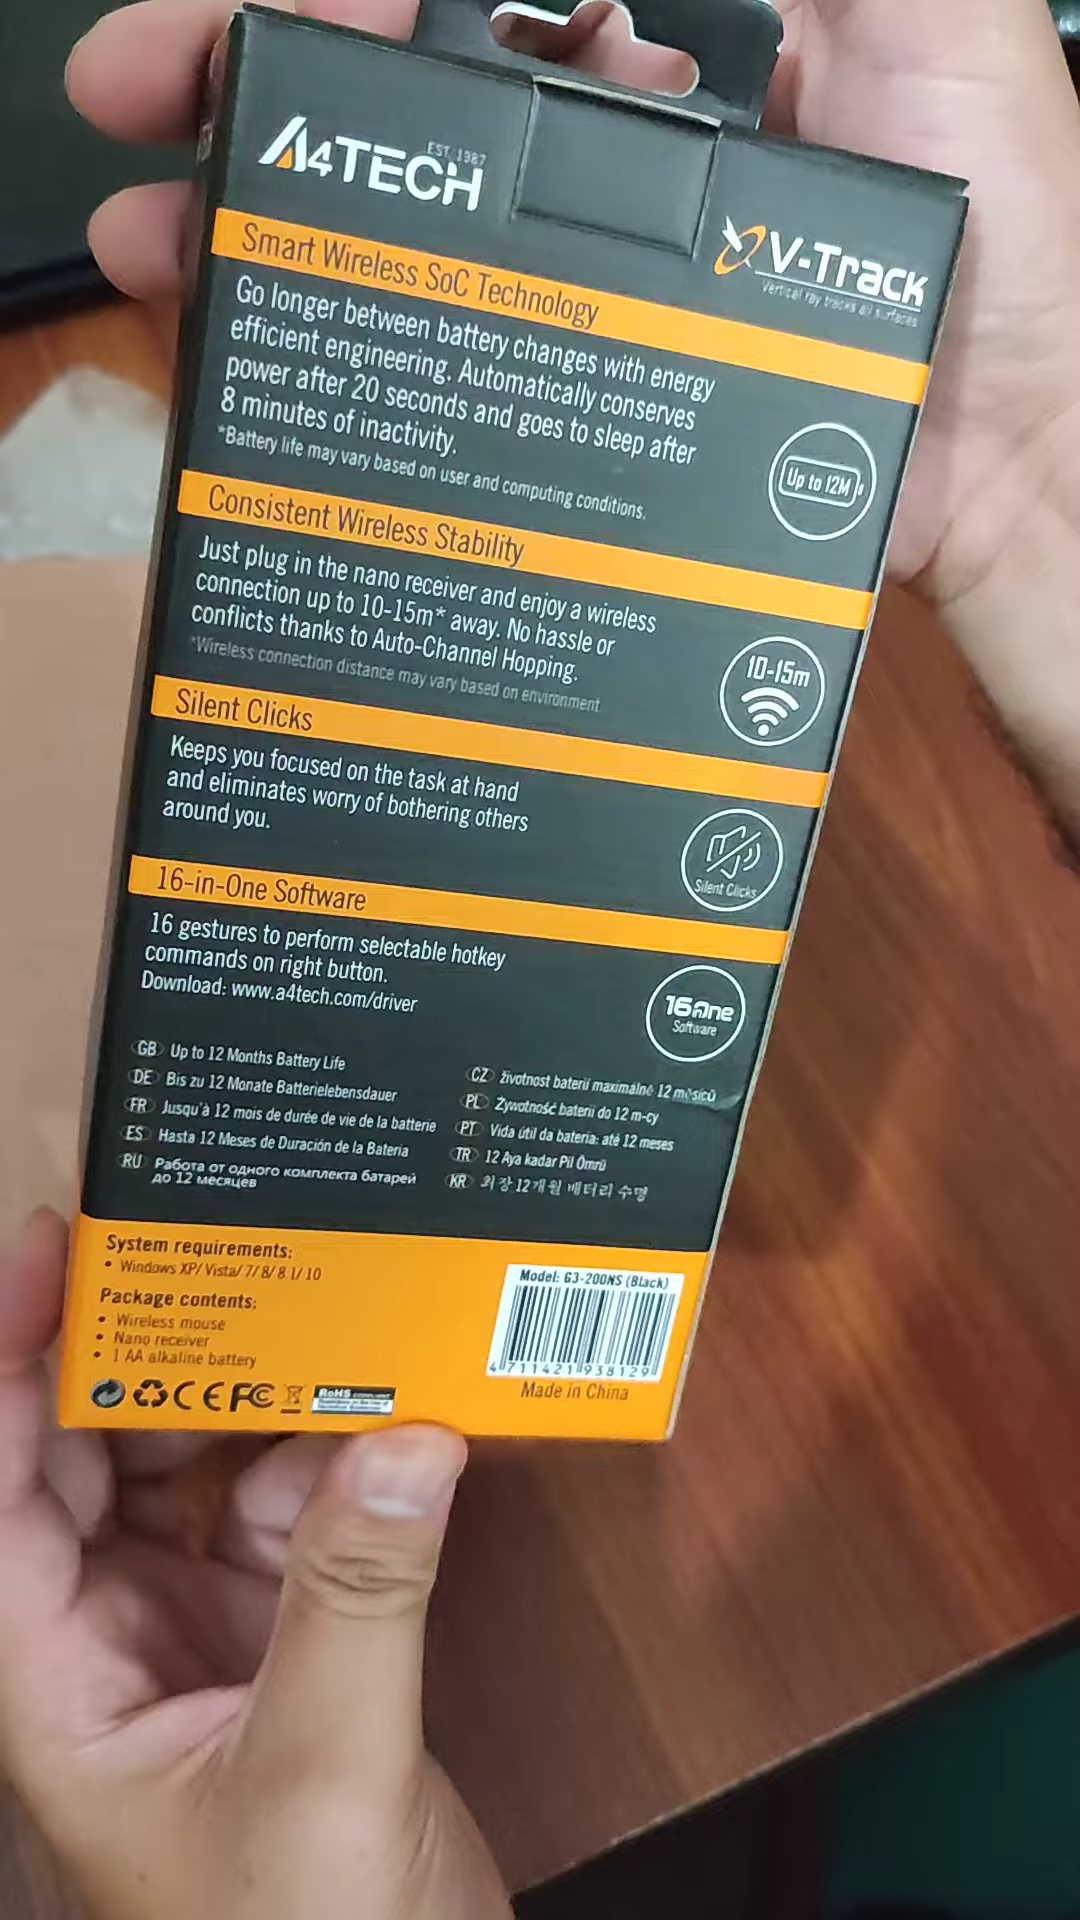 A4TECH
EST. 1987
V-Track
Vertical ray tracks all surfaces
Smart Wireless SoC Technology
Go longer between battery changes with energy
efficient engineering. Automatically conserves
power after 20 seconds and goes to sleep after
8 minutes of inactivity.
*Battery life may vary based on user and computing conditions.
Up to 12M
Consistent Wireless Stability
Just plug in the nano receiver and enjoy a wireless
connection up to 10-15m* away. No hassle or
conflicts thanks to Auto-Channel Hopping.
*Wireless connection distance may vary based on environment
10-15m
Silent Clicks
Keeps you focused on the task at hand
and eliminates worry of bothering others
around you.
Silent Clicks
16-in-One Software
16 gestures to perform selectable hotkey
commands on right button.
Download: www.a4tech.com/driver
16 in One
Software
GB Up to 12 Months Battery Life
DE Bis zu 12 Monate Batterielebensdauer
FR Jusqu'à 12 mois de durée de vie de la batterie
ES Hasta 12 Meses de Duración de la Batería
RU Работа от одного комплекта батарей
до 12 месяцев
CZ životnost baterií maximálně 12 měsíců
PL Żywotność baterii do 12 m-cy
PT Vida útil da bateria: até 12 meses
TR 12 Aya kadar Pil Ömrü
KR 최장 12개월 배터리 수명
System requirements:
• Windows XP/ Vista/ 7/ 8/ 8.1/ 10
Package contents:
• Wireless mouse
• Nano receiver
• 1 AA alkaline battery
CE FC RoHS
Model: G3-200NS (Black)
4 711421 938129
Made in China